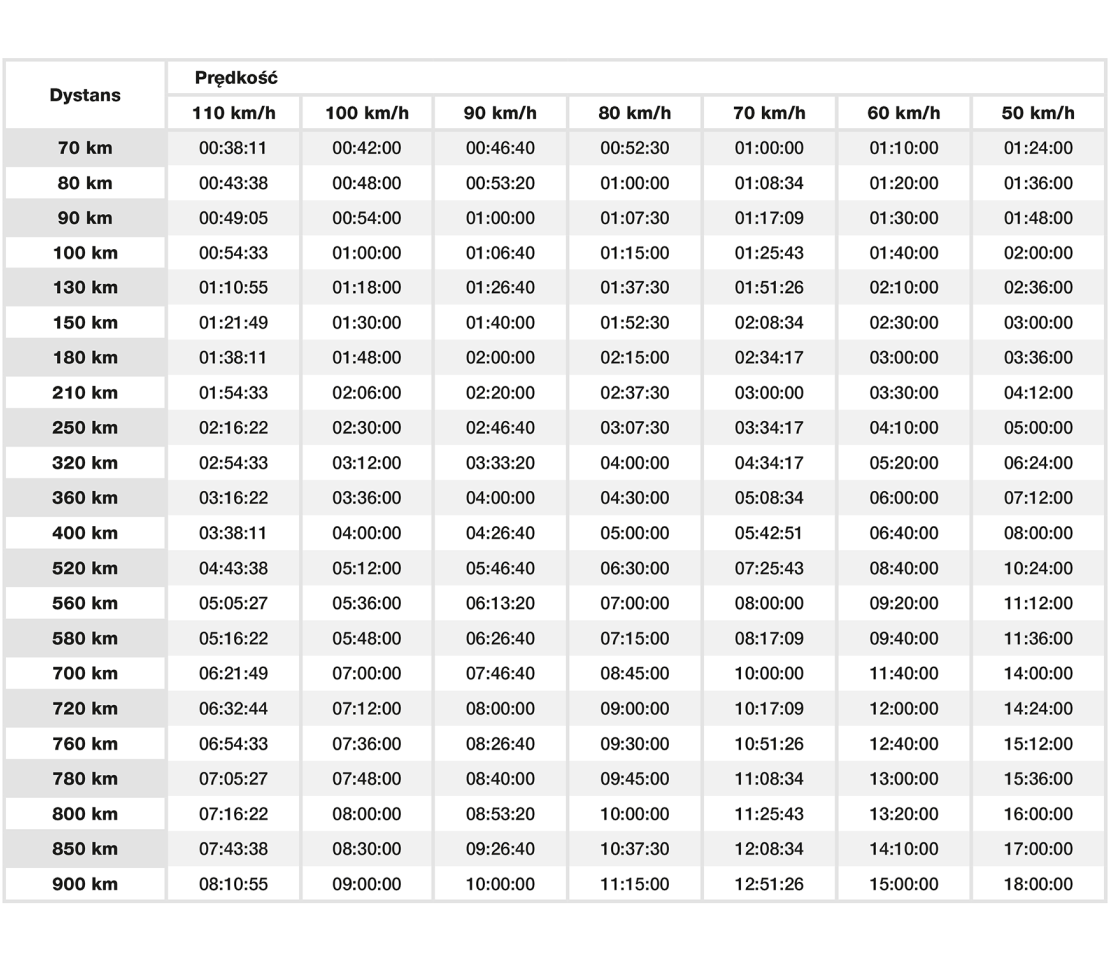 Dystans Prędkość
110 km/h 100 km/h 90 km/h 80 km/h 70 km/h 60 km/h 50 km/h
70 km 00:38:11 00:42:00 00:46:40 00:52:30 01:00:00 01:10:00 01:24:00
80 km 00:43:38 00:48:00 00:53:20 01:00:00 01:08:34 01:20:00 01:36:00
90 km 00:49:05 00:54:00 01:00:00 01:07:30 01:17:09 01:30:00 01:48:00
100 km 00:54:33 01:00:00 01:06:40 01:15:00 01:25:43 01:40:00 02:00:00
130 km 01:10:55 01:18:00 01:26:40 01:37:30 01:51:26 02:10:00 02:36:00
150 km 01:21:49 01:30:00 01:40:00 01:52:30 02:08:34 02:30:00 03:00:00
180 km 01:38:11 01:48:00 02:00:00 02:15:00 02:34:17 03:00:00 03:36:00
210 km 01:54:33 02:06:00 02:20:00 02:37:30 03:00:00 03:30:00 04:12:00
250 km 02:16:22 02:30:00 02:46:40 03:07:30 03:34:17 04:10:00 05:00:00
320 km 02:54:33 03:12:00 03:33:20 04:00:00 04:34:17 05:20:00 06:24:00
360 km 03:16:22 03:36:00 04:00:00 04:30:00 05:08:34 06:00:00 07:12:00
400 km 03:38:11 04:00:00 04:26:40 05:00:00 05:42:51 06:40:00 08:00:00
520 km 04:43:38 05:12:00 05:46:40 06:30:00 07:25:43 08:40:00 10:24:00
560 km 05:05:27 05:36:00 06:13:20 07:00:00 08:00:00 09:20:00 11:12:00
580 km 05:16:22 05:48:00 06:26:40 07:15:00 08:17:09 09:40:00 11:36:00
700 km 06:21:49 07:00:00 07:46:40 08:45:00 10:00:00 11:40:00 14:00:00
720 km 06:32:44 07:12:00 08:00:00 09:00:00 10:17:09 12:00:00 14:24:00
760 km 06:54:33 07:36:00 08:26:40 09:30:00 10:51:26 12:40:00 15:12:00
780 km 07:05:27 07:48:00 08:40:00 09:45:00 11:08:34 13:00:00 15:36:00
800 km 07:16:22 08:00:00 08:53:20 10:00:00 11:25:43 13:20:00 16:00:00
850 km 07:43:38 08:30:00 09:26:40 10:37:30 12:08:34 14:10:00 17:00:00
900 km 08:10:55 09:00:00 10:00:00 11:15:00 12:51:26 15:00:00 18:00:00